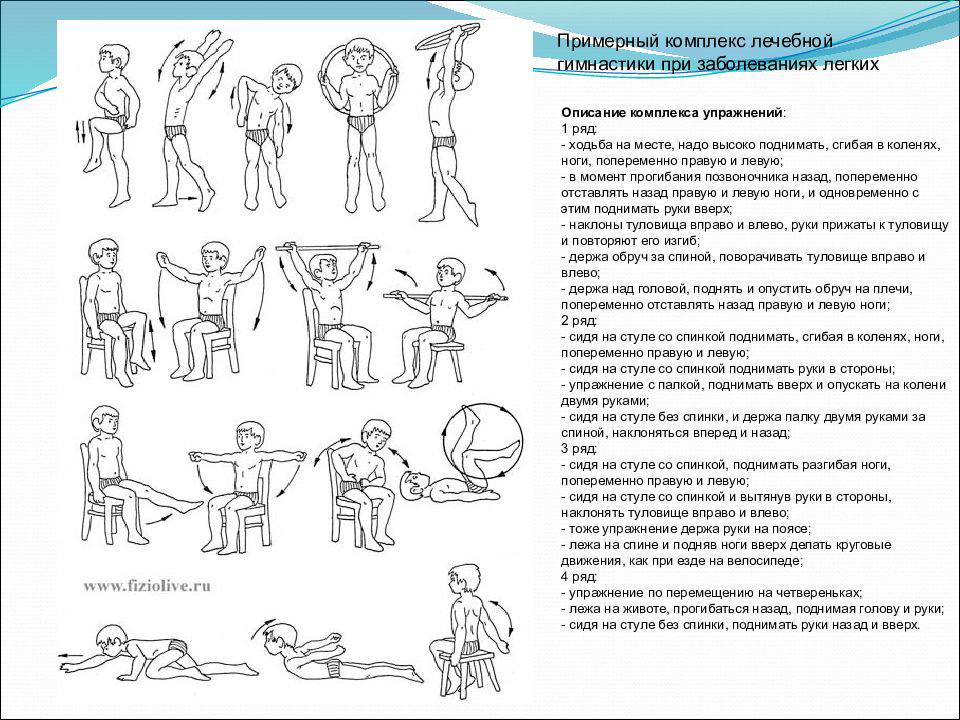 Примерный комплекс лечебной
гимнастики при заболеваниях легких
Описание комплекса упражнений:
1 ряд:
- ходьба на месте, надо высоко поднимать, сгибая в коленях,
ноги, попеременно правую и левую;
- в момент прогибания позвоночника назад, попеременно
отставлять назад правую и левую ноги, и одновременно с
этим поднимать руки вверх;
- наклоны туловища вправо и влево, руки прижаты к туловищу
и повторяют его изгиб;
- держа обруч за спиной, поворачивать туловище вправо и
влево;
- держа над головой, поднять и опустить обруч на плечи,
попеременно отставлять назад правую и левую ноги;
2 ряд:
- сидя на стуле со спинкой поднимать, сгибая в коленях, ноги,
попеременно правую и левую;
- сидя на стуле со спинкой поднимать руки в стороны;
- упражнение с палкой, поднимать вверх и опускать на колени
двумя руками;
- сидя на стуле без спинки, и держа палку двумя руками за
спиной, наклоняться вперед и назад;
3 ряд:
- сидя на стуле со спинкой, поднимать разгибая ноги,
попеременно правую и левую;
- сидя на стуле со спинкой и вытянув руки в стороны,
наклонять туловище вправо и влево;
- тоже упражнение держа руки на поясе;
- лежа на спине и подняв ноги вверх делать круговые
движения, как при езде на велосипеде;
4 ряд:
- упражнение по перемещению на четвереньках;
- лежа на животе, прогибаться назад, поднимая голову и руки;
- сидя на стуле без спинки, поднимать руки назад и вверх.
www.fiziolive.ru